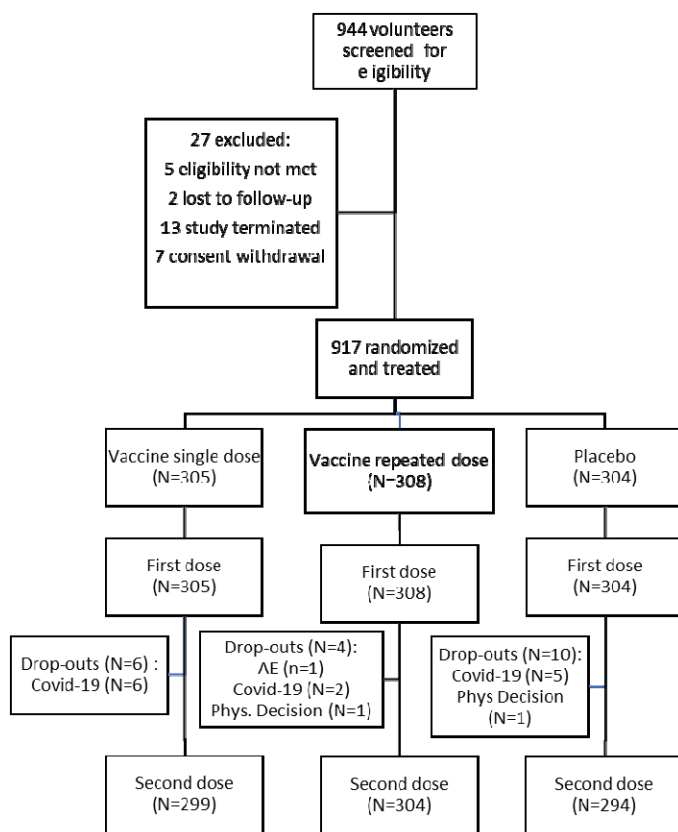 944 volunteers
screened for
e igibility
27 excluded:
5 eligibility not mct
2 lost to follow-up
13 study terminated
7 consent withdrawal
917 randomized
and treated
Vaccine single dose
(N=305)
Vaccine repeated dose
(N=308)
Placebo
(N=304)
First dose
(N=305)
First dose
(N=308)
First dose
(N=304)
Drop-outs (N=6) :
Covid-19 (N=6)
Drop-outs (N=4):
AE (n=1)
Covid-19 (N=2)
Phys. Decision (N=1)
Drop-outs (N=10):
Covid-19 (N=5)
Phys Decision
(N=1)
Second dose
(N=299)
Second dose
(N=304)
Second dose
(N=294)